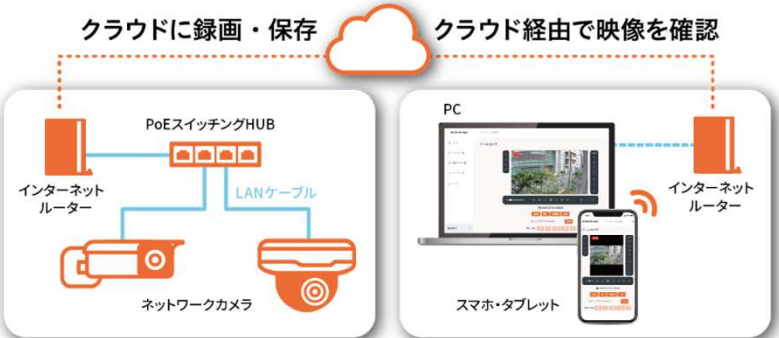 クラウドに録画・保存
クラウド経由で映像を確認
PoEスイッチングHUB
インターネット
ルーター
LANケーブル
ネットワークカメラ
PC
インターネット
ルーター
スマホ・タブレット